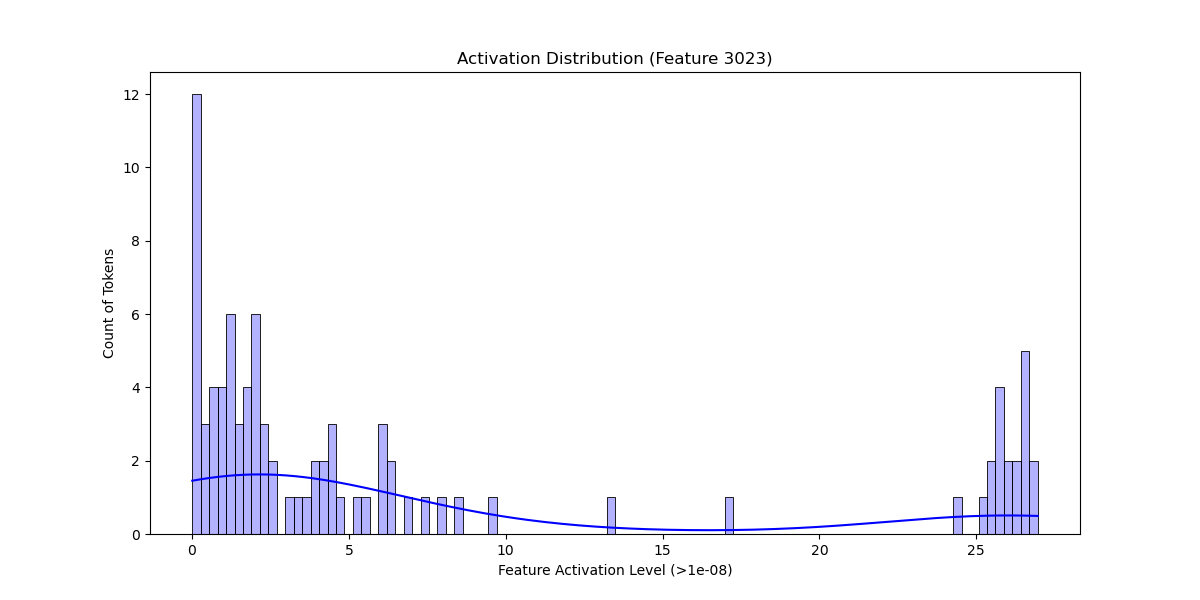 Activation Distribution (Feature 3023)
12
10
8
6
4
2
0
Count of Tokens
0 5 10 15 20 25
Feature Activation Level (>1e-08)